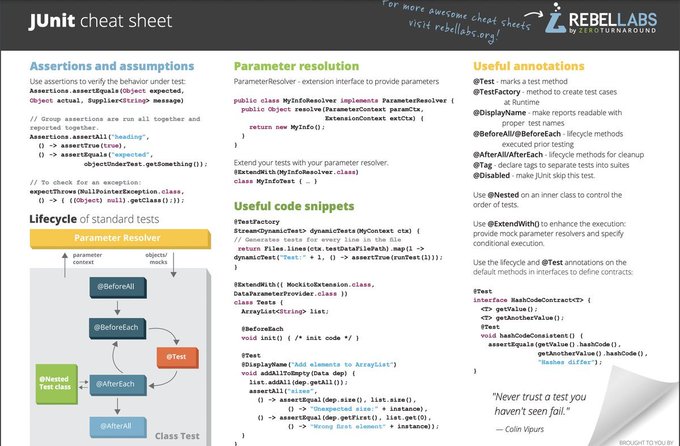 JUnit cheat sheet
For more awesome cheat sheets
visit rebellabs.org!
REBELLABS
by ZEROTURNAROUND
Assertions and assumptions
Use assertions to verify the behavior under test:
Assertions.assertEquals(Object expected,
Object actual, Supplier<String> message)
// Group assertions are run all together and
reported together.
Assertions.assertAll("heading",
() -> assertTrue(true),
() -> assertEquals("expected",
objectUnderTest.getSomething());
// To check for an exception:
expectThrows(NullPointerException.class,
() -> { ((Object) null).getClass();});
Lifecycle of standard tests
Parameter Resolver
parameter
context
objects/
mocks
@BeforeAll
@BeforeEach
@Test
@Nested
Test class
@AfterEach
@AfterAll
Class Test
Parameter resolution
ParameterResolver - extension interface to provide parameters
public class MyInfoResolver implements ParameterResolver {
public Object resolve(ParameterContext paramCtx,
ExtensionContext extCtx) {
return new MyInfo();
}
}
Extend your tests with your parameter resolver.
@ExtendWith(MyInfoResolver.class)
class MyInfoTest { … }
Useful code snippets
@TestFactory
Stream<DynamicTest> dynamicTests(MyContext ctx) {
// Generates tests for every line in the file
return Files.lines(ctx.testDataFilePath).map(l ->
dynamicTest("Test:" + l, () -> assertTrue(runTest(l)));
}
@ExtendWith({ MockitoExtension.class,
DataParameterProvider.class })
class Tests {
ArrayList<String> list;
@BeforeEach
void init() { /* init code */ }
@Test
@DisplayName("Add elements to ArrayList")
void addAllToEmpty(Data dep) {
list.addAll(dep.getAll());
assertAll("sizes",
() -> assertEqual(dep.size(), list.size(),
() -> "Unexpected size:" + instance),
() -> assertEqual(dep.getFirst(), list.get(0),
() -> "Wrong first element" + instance));
}
Useful annotations
@Test - marks a test method
@TestFactory - method to create test cases
at Runtime
@DisplayName - make reports readable with
proper test names
@BeforeAll/@BeforeEach - lifecycle methods
executed prior testing
@AfterAll/AfterEach - lifecycle methods for cleanup
@Tag - declare tags to separate tests into suites
@Disabled - make JUnit skip this test.
Use @Nested on an inner class to control the
order of tests.
Use @ExtendWith() to enhance the execution:
provide mock parameter resolvers and specify
conditional execution.
Use the lifecycle and @Test annotations on the
default methods in interfaces to define contracts:
@Test
interface HashCodeContract<T> {
<T> getValue();
<T> getAnotherValue();
@Test
void hashCodeConsistent() {
assertEquals(getValue().hashCode(),
getAnotherValue().hashCode(),
"Hashes differ");
}
}
"Never trust a test you
haven't seen fail."
— Colin Vipurs
BROUGHT TO YOU BY